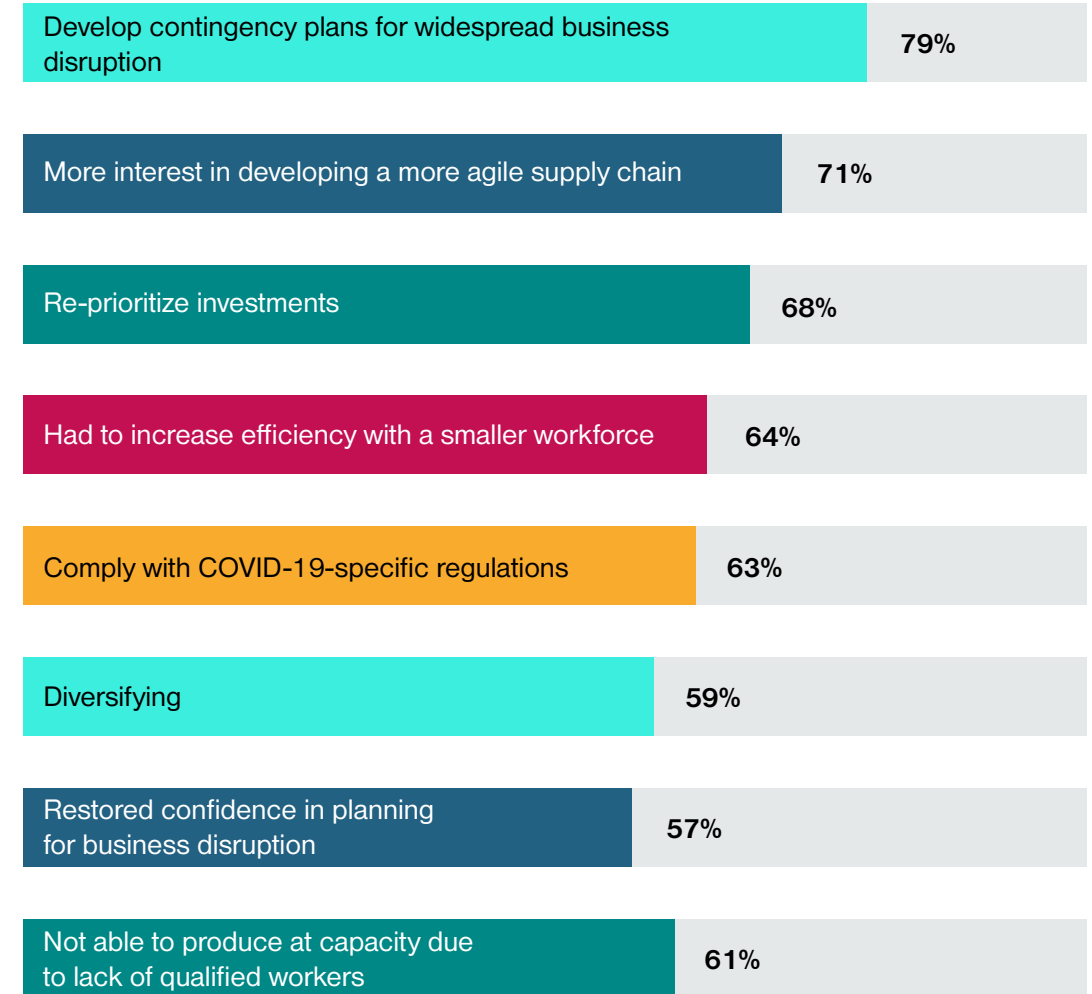 Develop contingency plans for widespread business
disruption
79%
More interest in developing a more agile supply chain
71%
Re-prioritize investments
68%
Had to increase efficiency with a smaller workforce
64%
Comply with COVID-19-specific regulations
63%
Diversifying
59%
Restored confidence in planning
for business disruption
57%
Not able to produce at capacity due
to lack of qualified workers
61%